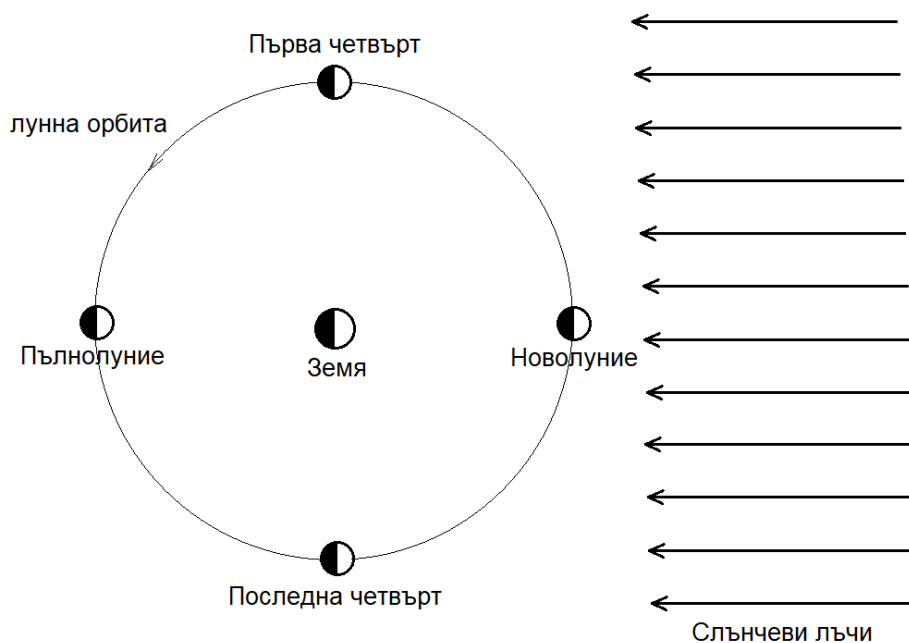 Първа четвърт
лунна орбита
Пълнолуние
Земя
Новолуние
Последна четвърт
Слънчеви лъчи